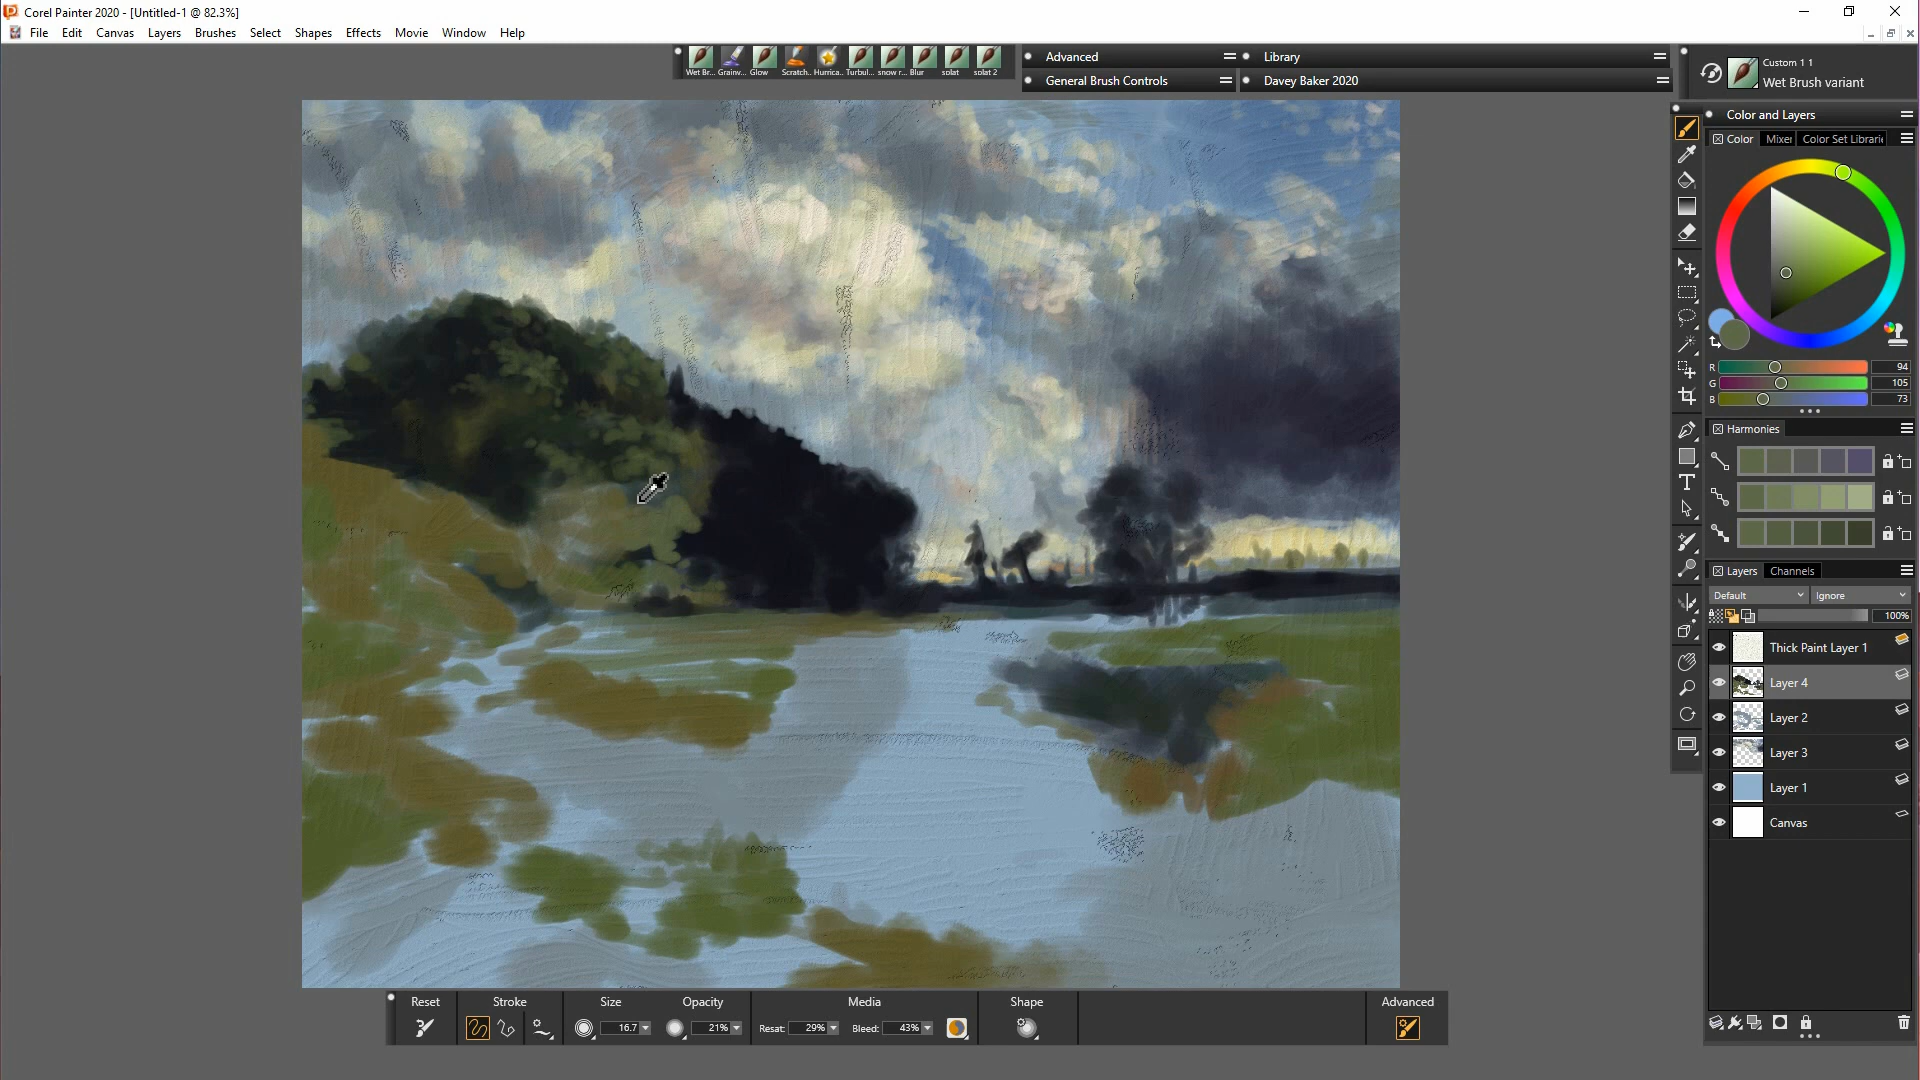 Corel Painter 2020 - [Untitled-1 @ 82.3%]
File Edit Canvas Layers Brushes Select Shapes Effects Movie Window Help
Wet Br... Grainv... Glow Scratch.. Hurrica.. Turbul... snow r... Blur solat solat 2
Advanced
Library
General Brush Controls
Davey Baker 2020
Custom 1 1
Wet Brush variant
Color and Layers
Color Mixer Color Set Librarie
R 94
G 105
B 73
Harmonies
Layers Channels
Default Ignore
100%
Thick Paint Layer 1
Layer 4
Layer 2
Layer 3
Layer 1
Canvas
Reset Stroke Size Opacity Media Shape Advanced
16.7 21% Resat: 29% Bleed: 43%